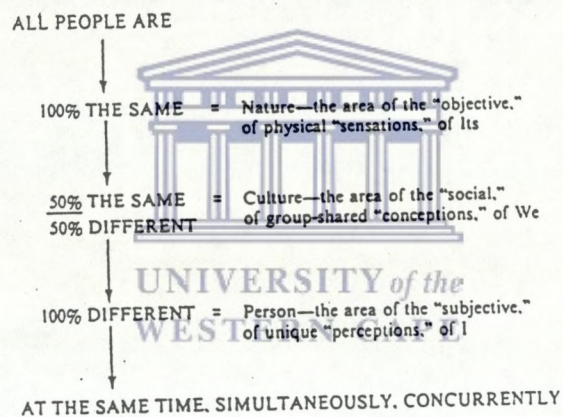 ALL PEOPLE ARE
100% THE SAME = Nature—the area of the "objective,"
of physical "sensations," of Its
50% THE SAME = Culture—the area of the "social,"
50% DIFFERENT of group-shared "conceptions," of We
UNIVERSITY of the
100% DIFFERENT = Person—the area of the "subjective,"
WESTERN CAPE
of unique "perceptions," of I
AT THE SAME TIME, SIMULTANEOUSLY, CONCURRENTLY